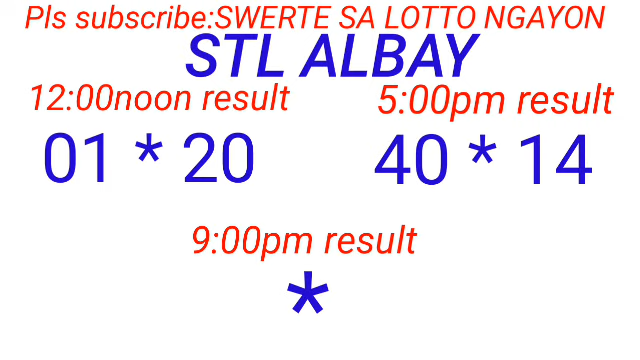 Pls subscribe:SWERTE SA LOTTO NGAYON
STL ALBAY
12:00noon result
5:00pm result
01 * 20
40 * 14
9:00pm result
*